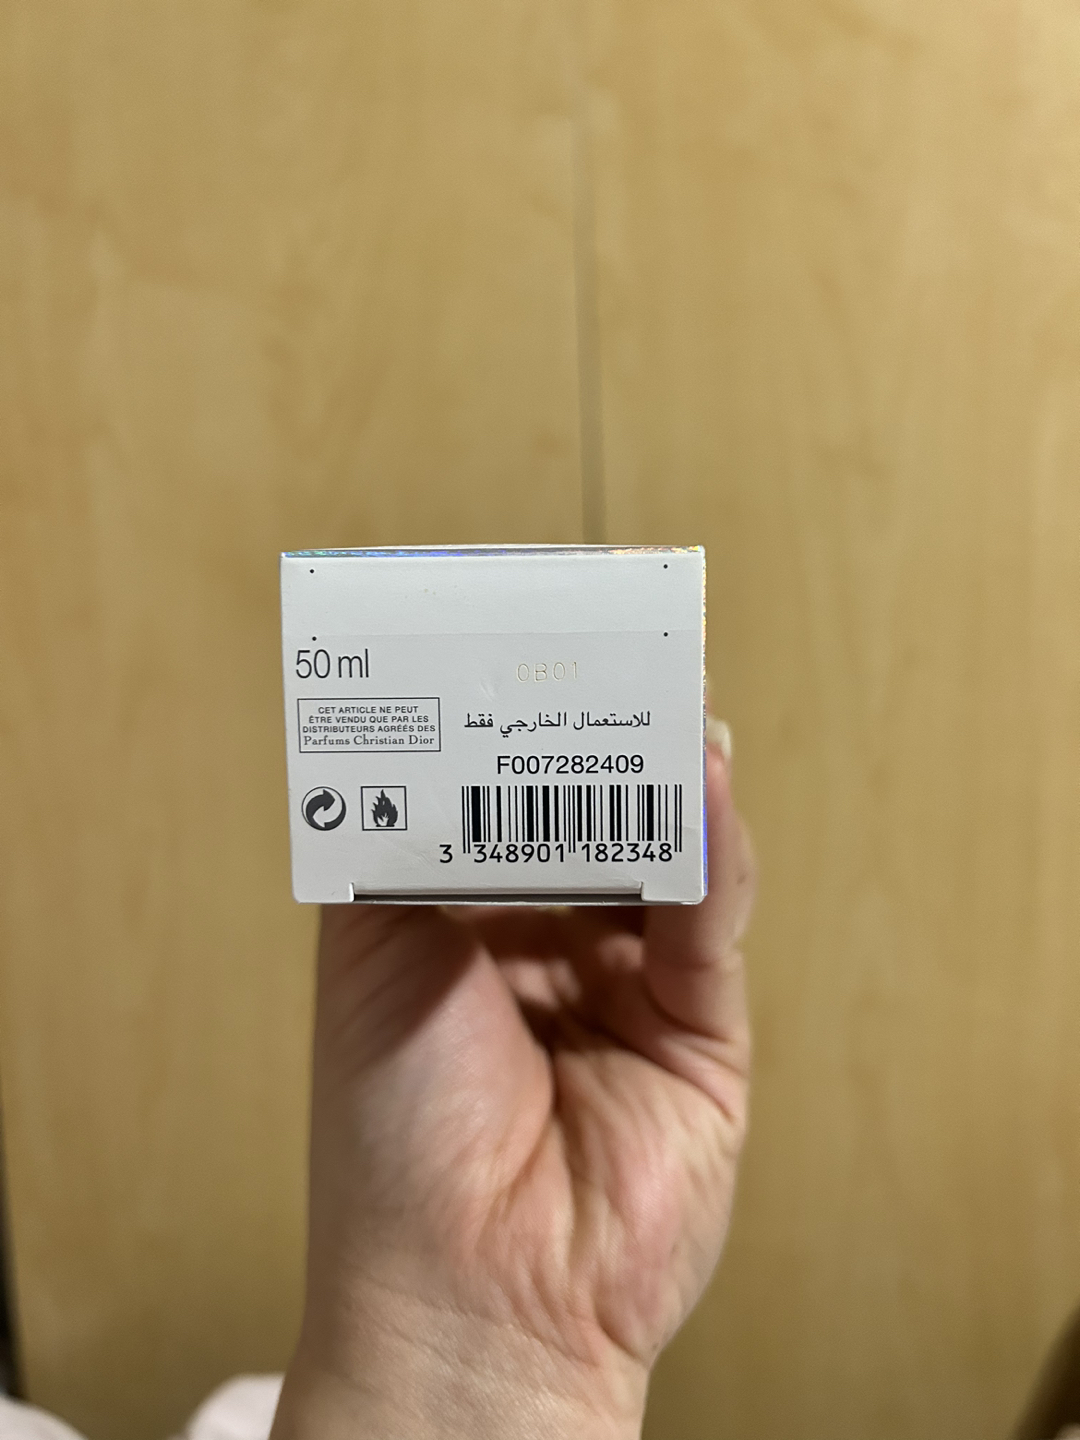 50 ml
0B01
CET ARTICLE NE PEUT
ÊTRE VENDU QUE PAR LES
DISTRIBUTEURS AGRÉÉS DES
Parfums Christian Dior
للاستعمال الخارجي فقط
F007282409
3 348901 182348